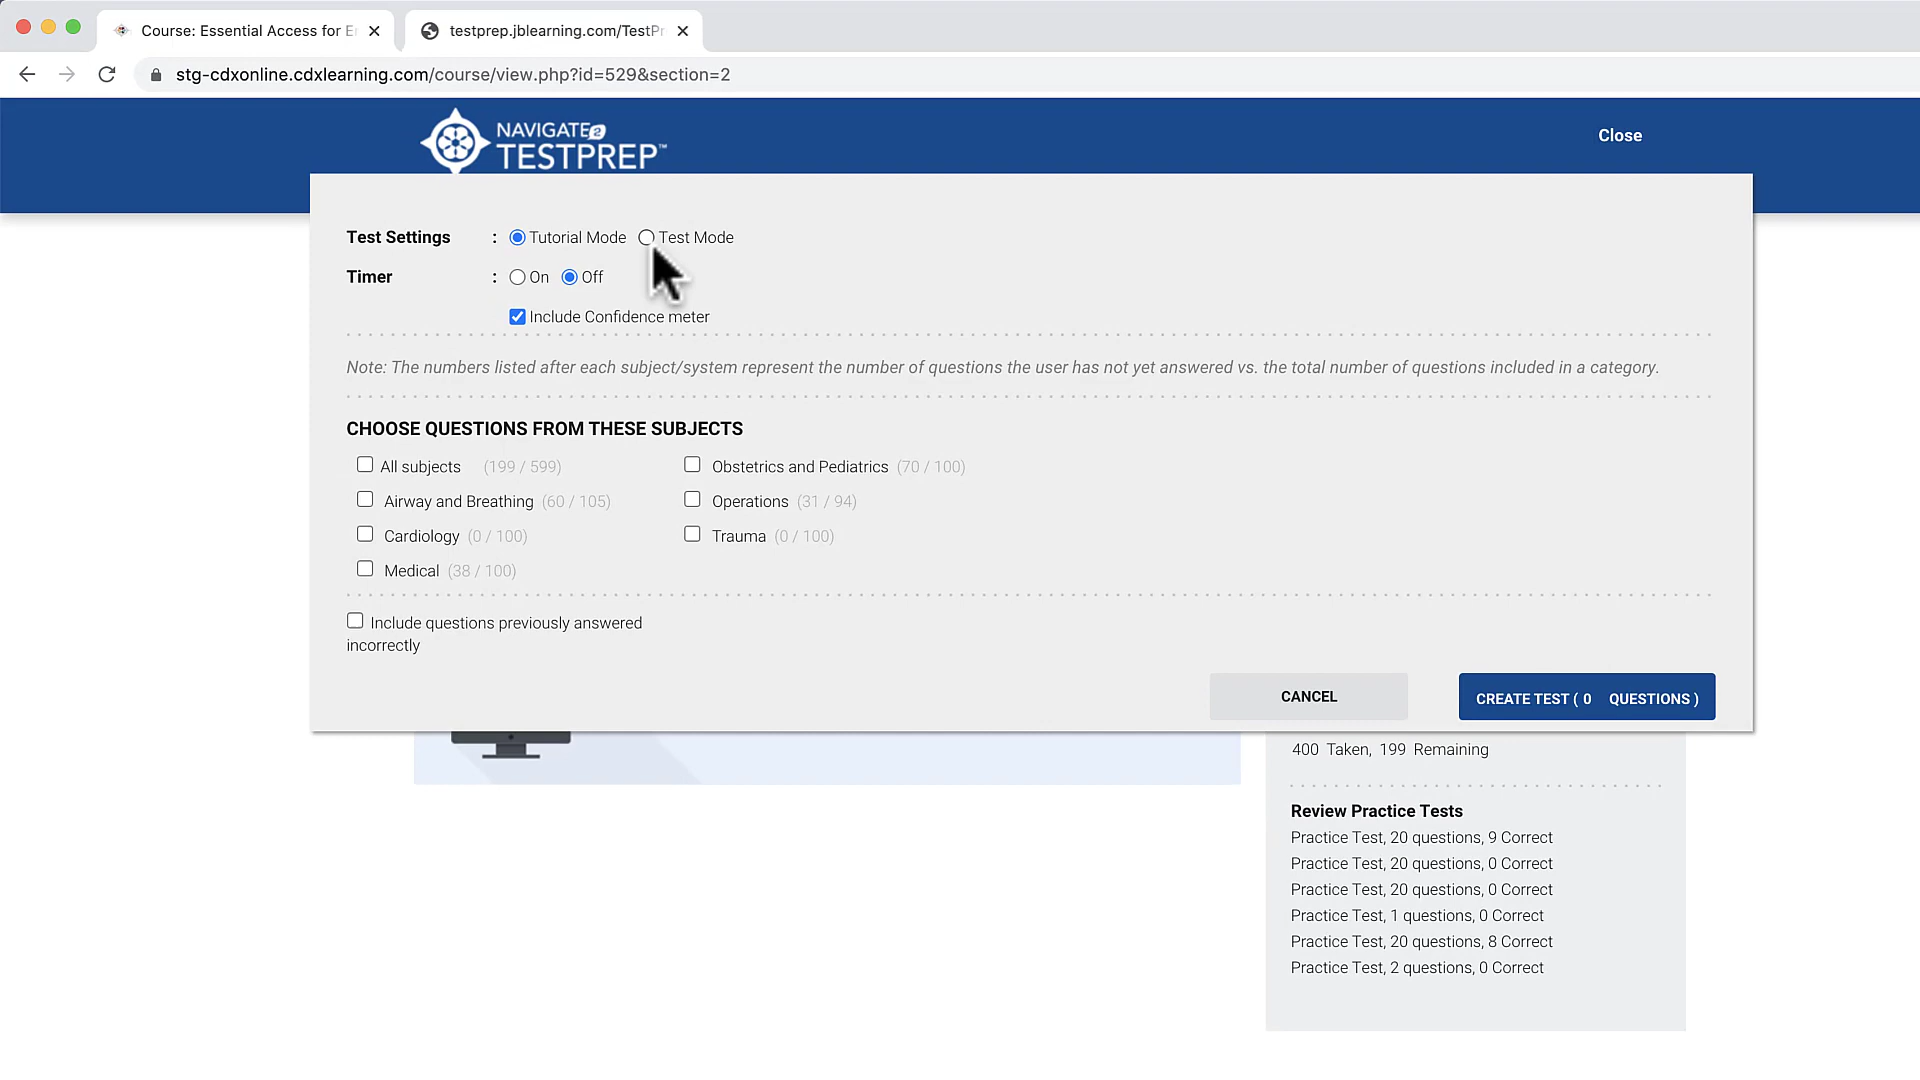 Course: Essential Access for E
testprep.jblearning.com/TestPr
stg-cdxonline.cdxlearning.com/course/view.php?id=529&section=2
NAVIGATE 2
TESTPREP™
Close
Test Settings : Tutorial Mode Test Mode
Timer : On Off
Include Confidence meter
Note: The numbers listed after each subject/system represent the number of questions the user has not yet answered vs. the total number of questions included in a category.
CHOOSE QUESTIONS FROM THESE SUBJECTS
All subjects (199 / 599) Obstetrics and Pediatrics (70 / 100)
Airway and Breathing (60 / 105) Operations (31 / 94)
Cardiology (0 / 100) Trauma (0 / 100)
Medical (38 / 100)
Include questions previously answered
incorrectly
CANCEL CREATE TEST ( 0 QUESTIONS )
400 Taken, 199 Remaining
Review Practice Tests
Practice Test, 20 questions, 9 Correct
Practice Test, 20 questions, 0 Correct
Practice Test, 20 questions, 0 Correct
Practice Test, 1 questions, 0 Correct
Practice Test, 20 questions, 8 Correct
Practice Test, 2 questions, 0 Correct